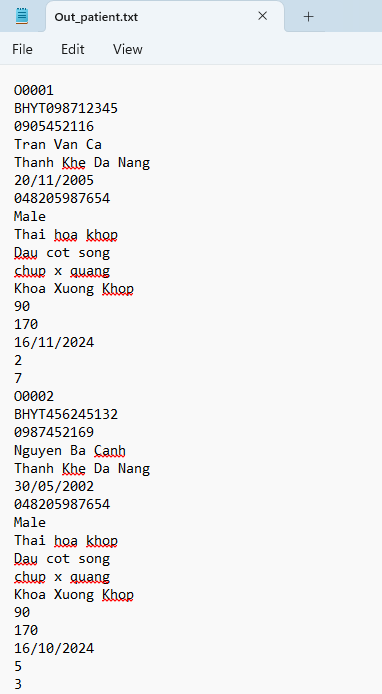 Out_patient.txt
File Edit View
O0001
BHYT098712345
0905452116
Tran Van Ca
Thanh Khe Da Nang
20/11/2005
048205987654
Male
Thai hoa khop
Dau cot song
chup x quang
Khoa Xuong Khop
90
170
16/11/2024
2
7
O0002
BHYT456245132
0987452169
Nguyen Ba Canh
Thanh Khe Da Nang
30/05/2002
048205987654
Male
Thai hoa khop
Dau cot song
chup x quang
Khoa Xuong Khop
90
170
16/10/2024
5
3